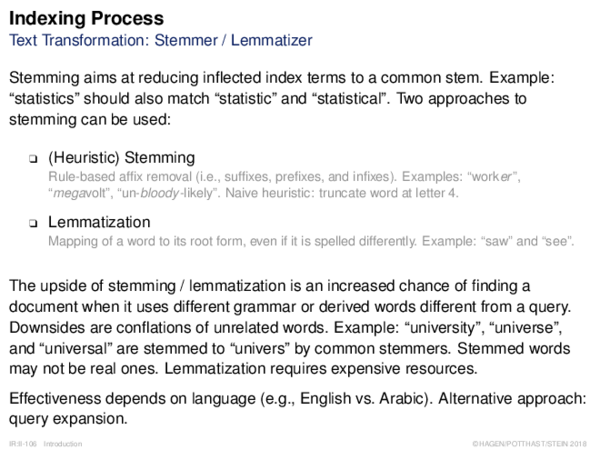 Indexing Process
Text Transformation: Stemmer / Lemmatizer
Stemming aims at reducing inflected index terms to a common stem. Example:
“statistics” should also match “statistic” and “statistical”. Two approaches to
stemming can be used:
❑ (Heuristic) Stemming
Rule-based affix removal (i.e., suffixes, prefixes, and infixes). Examples: “worker”,
“megavolt”, “un-bloody-likely”. Naive heuristic: truncate word at letter 4.
❑ Lemmatization
Mapping of a word to its root form, even if it is spelled differently. Example: “saw” and “see”.
The upside of stemming / lemmatization is an increased chance of finding a
document when it uses different grammar or derived words different from a query.
Downsides are conflations of unrelated words. Example: “university”, “universe”,
and “universal” are stemmed to “univers” by common stemmers. Stemmed words
may not be real ones. Lemmatization requires expensive resources.
Effectiveness depends on language (e.g., English vs. Arabic). Alternative approach:
query expansion.
IR:II-106 Introduction ©HAGEN/POTTHAST/STEIN 2018